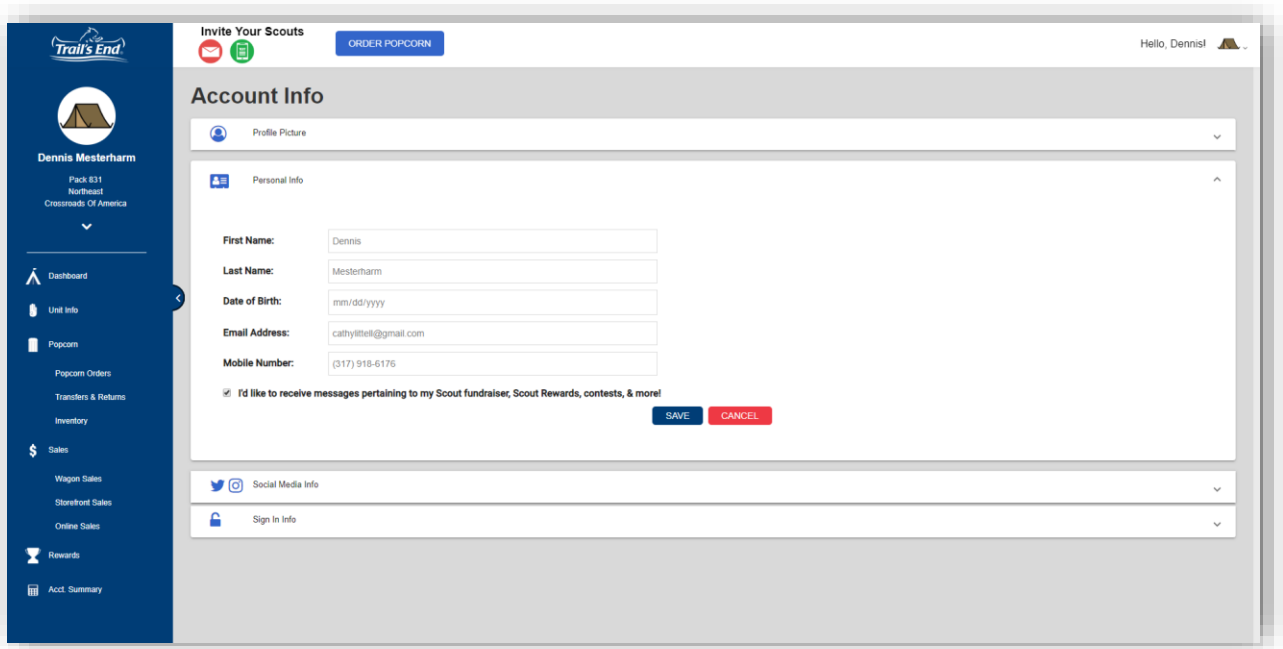 Trail's End
Invite Your Scouts
ORDER POPCORN
Hello, Dennis!
Dennis Mesterharm
Pack 831
Northeast
Crossroads Of America
Dashboard
Unit Info
Popcorn
Popcorn Orders
Transfers & Returns
Inventory
Sales
Wagon Sales
Storefront Sales
Online Sales
Rewards
Acct. Summary
Account Info
Profile Picture
Personal Info
First Name: Dennis
Last Name: Mesterharm
Date of Birth: mm/dd/yyyy
Email Address: cathylittell@gmail.com
Mobile Number: (317) 918-6176
I'd like to receive messages pertaining to my Scout fundraiser, Scout Rewards, contests, & more!
SAVE CANCEL
Social Media Info
Sign In Info